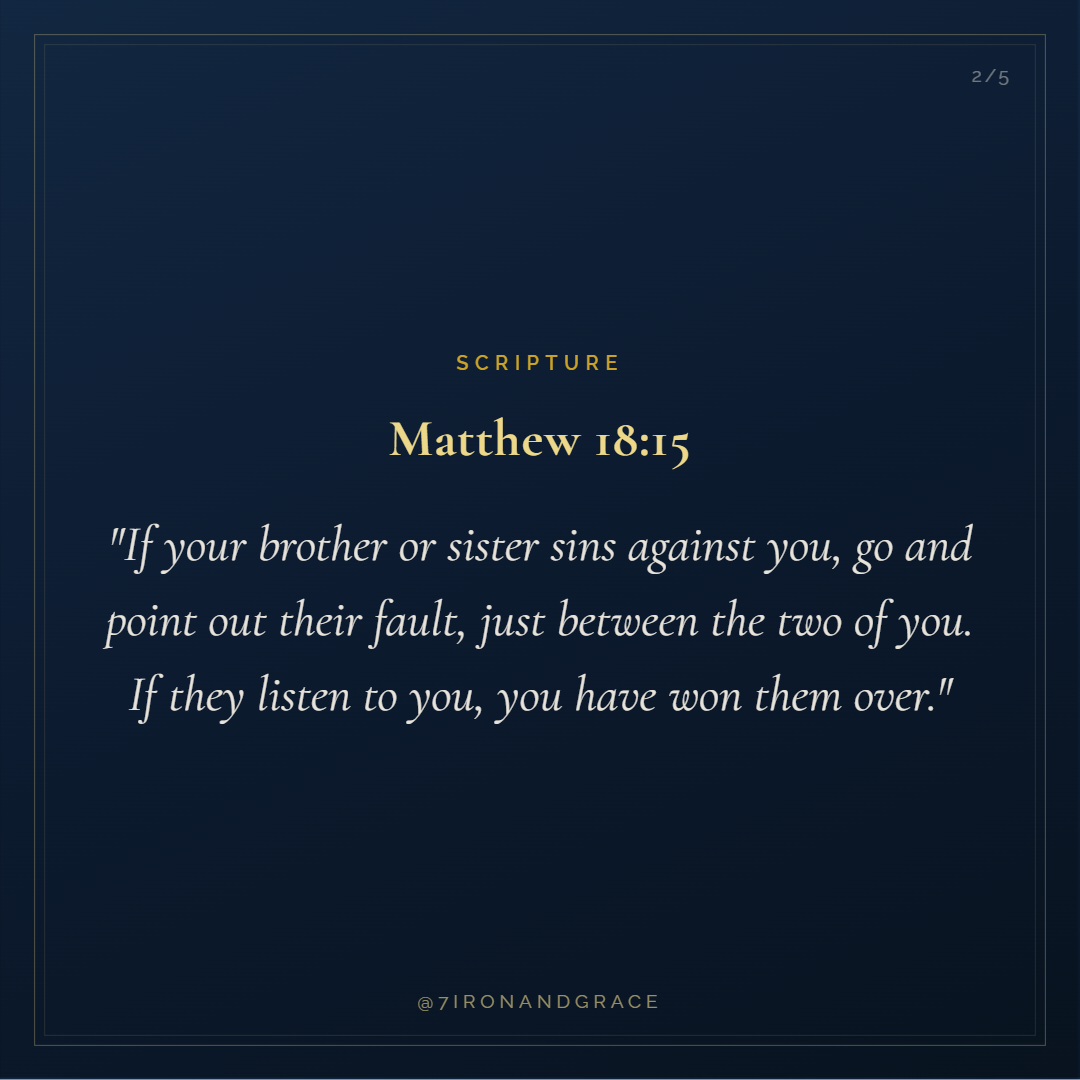 2/5
SCRIPTURE
Matthew 18:15
"If your brother or sister sins against you, go and
point out their fault, just between the two of you.
If they listen to you, you have won them over."
@7IRONANDGRACE